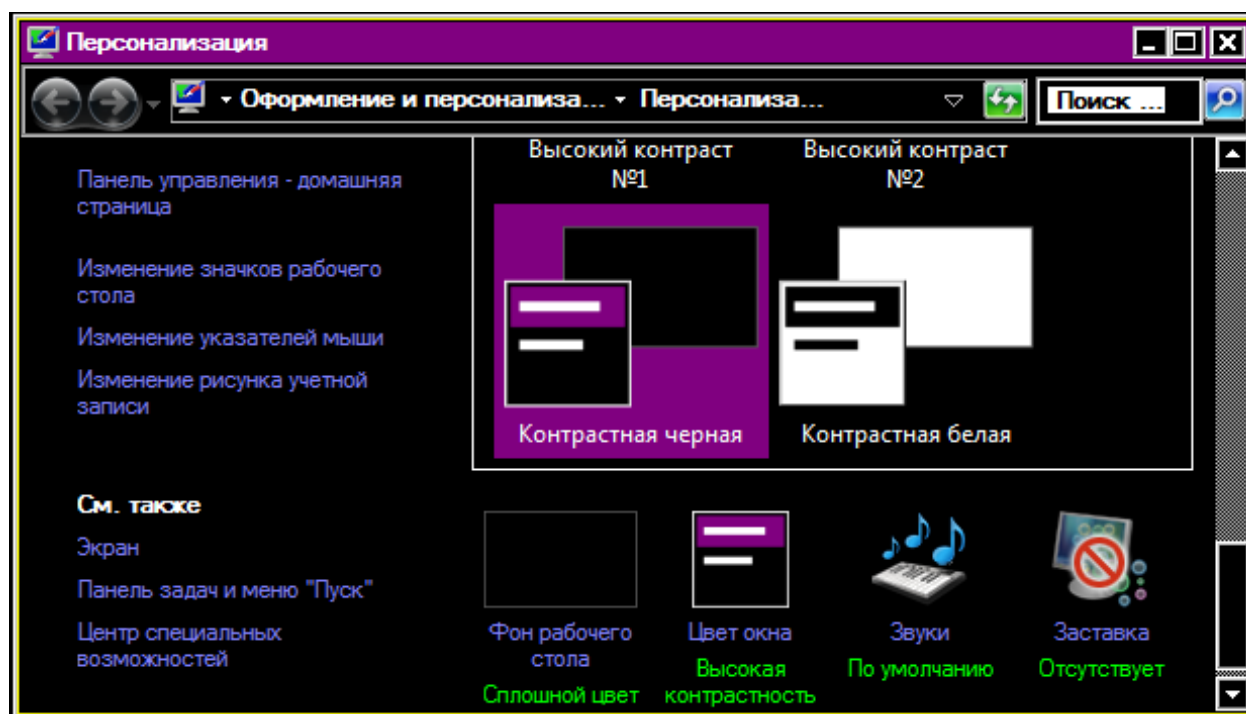 Персонализация
Оформление и персонализа... Персонализа...
Поиск ...
Панель управления - домашняя
страница
Изменение значков рабочего
стола
Изменение указателей мыши
Изменение рисунка учетной
записи
См. также
Экран
Панель задач и меню "Пуск"
Центр специальных
возможностей
Высокий контраст
№1
Высокий контраст
№2
Контрастная черная
Контрастная белая
Фон рабочего
стола
Сплошной цвет
Цвет окна
Высокая
контрастность
Звуки
По умолчанию
Заставка
Отсутствует